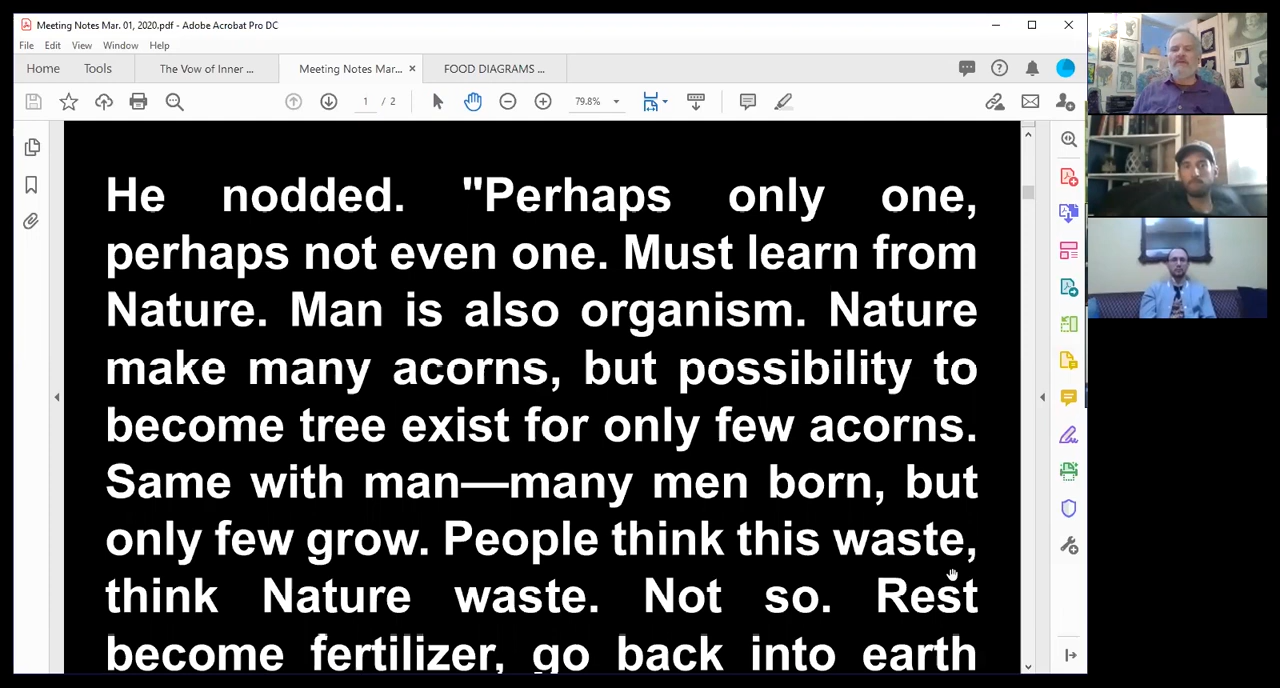 Meeting Notes Mar. 01, 2020.pdf - Adobe Acrobat Pro DC
File Edit View Window Help
Home Tools The Vow of Inner ... Meeting Notes Mar... × FOOD DIAGRAMS ...
1 / 2 79.8%
He nodded. "Perhaps only one,
perhaps not even one. Must learn from
Nature. Man is also organism. Nature
make many acorns, but possibility to
become tree exist for only few acorns.
Same with man—many men born, but
only few grow. People think this waste,
think Nature waste. Not so. Rest
become fertilizer, go back into earth